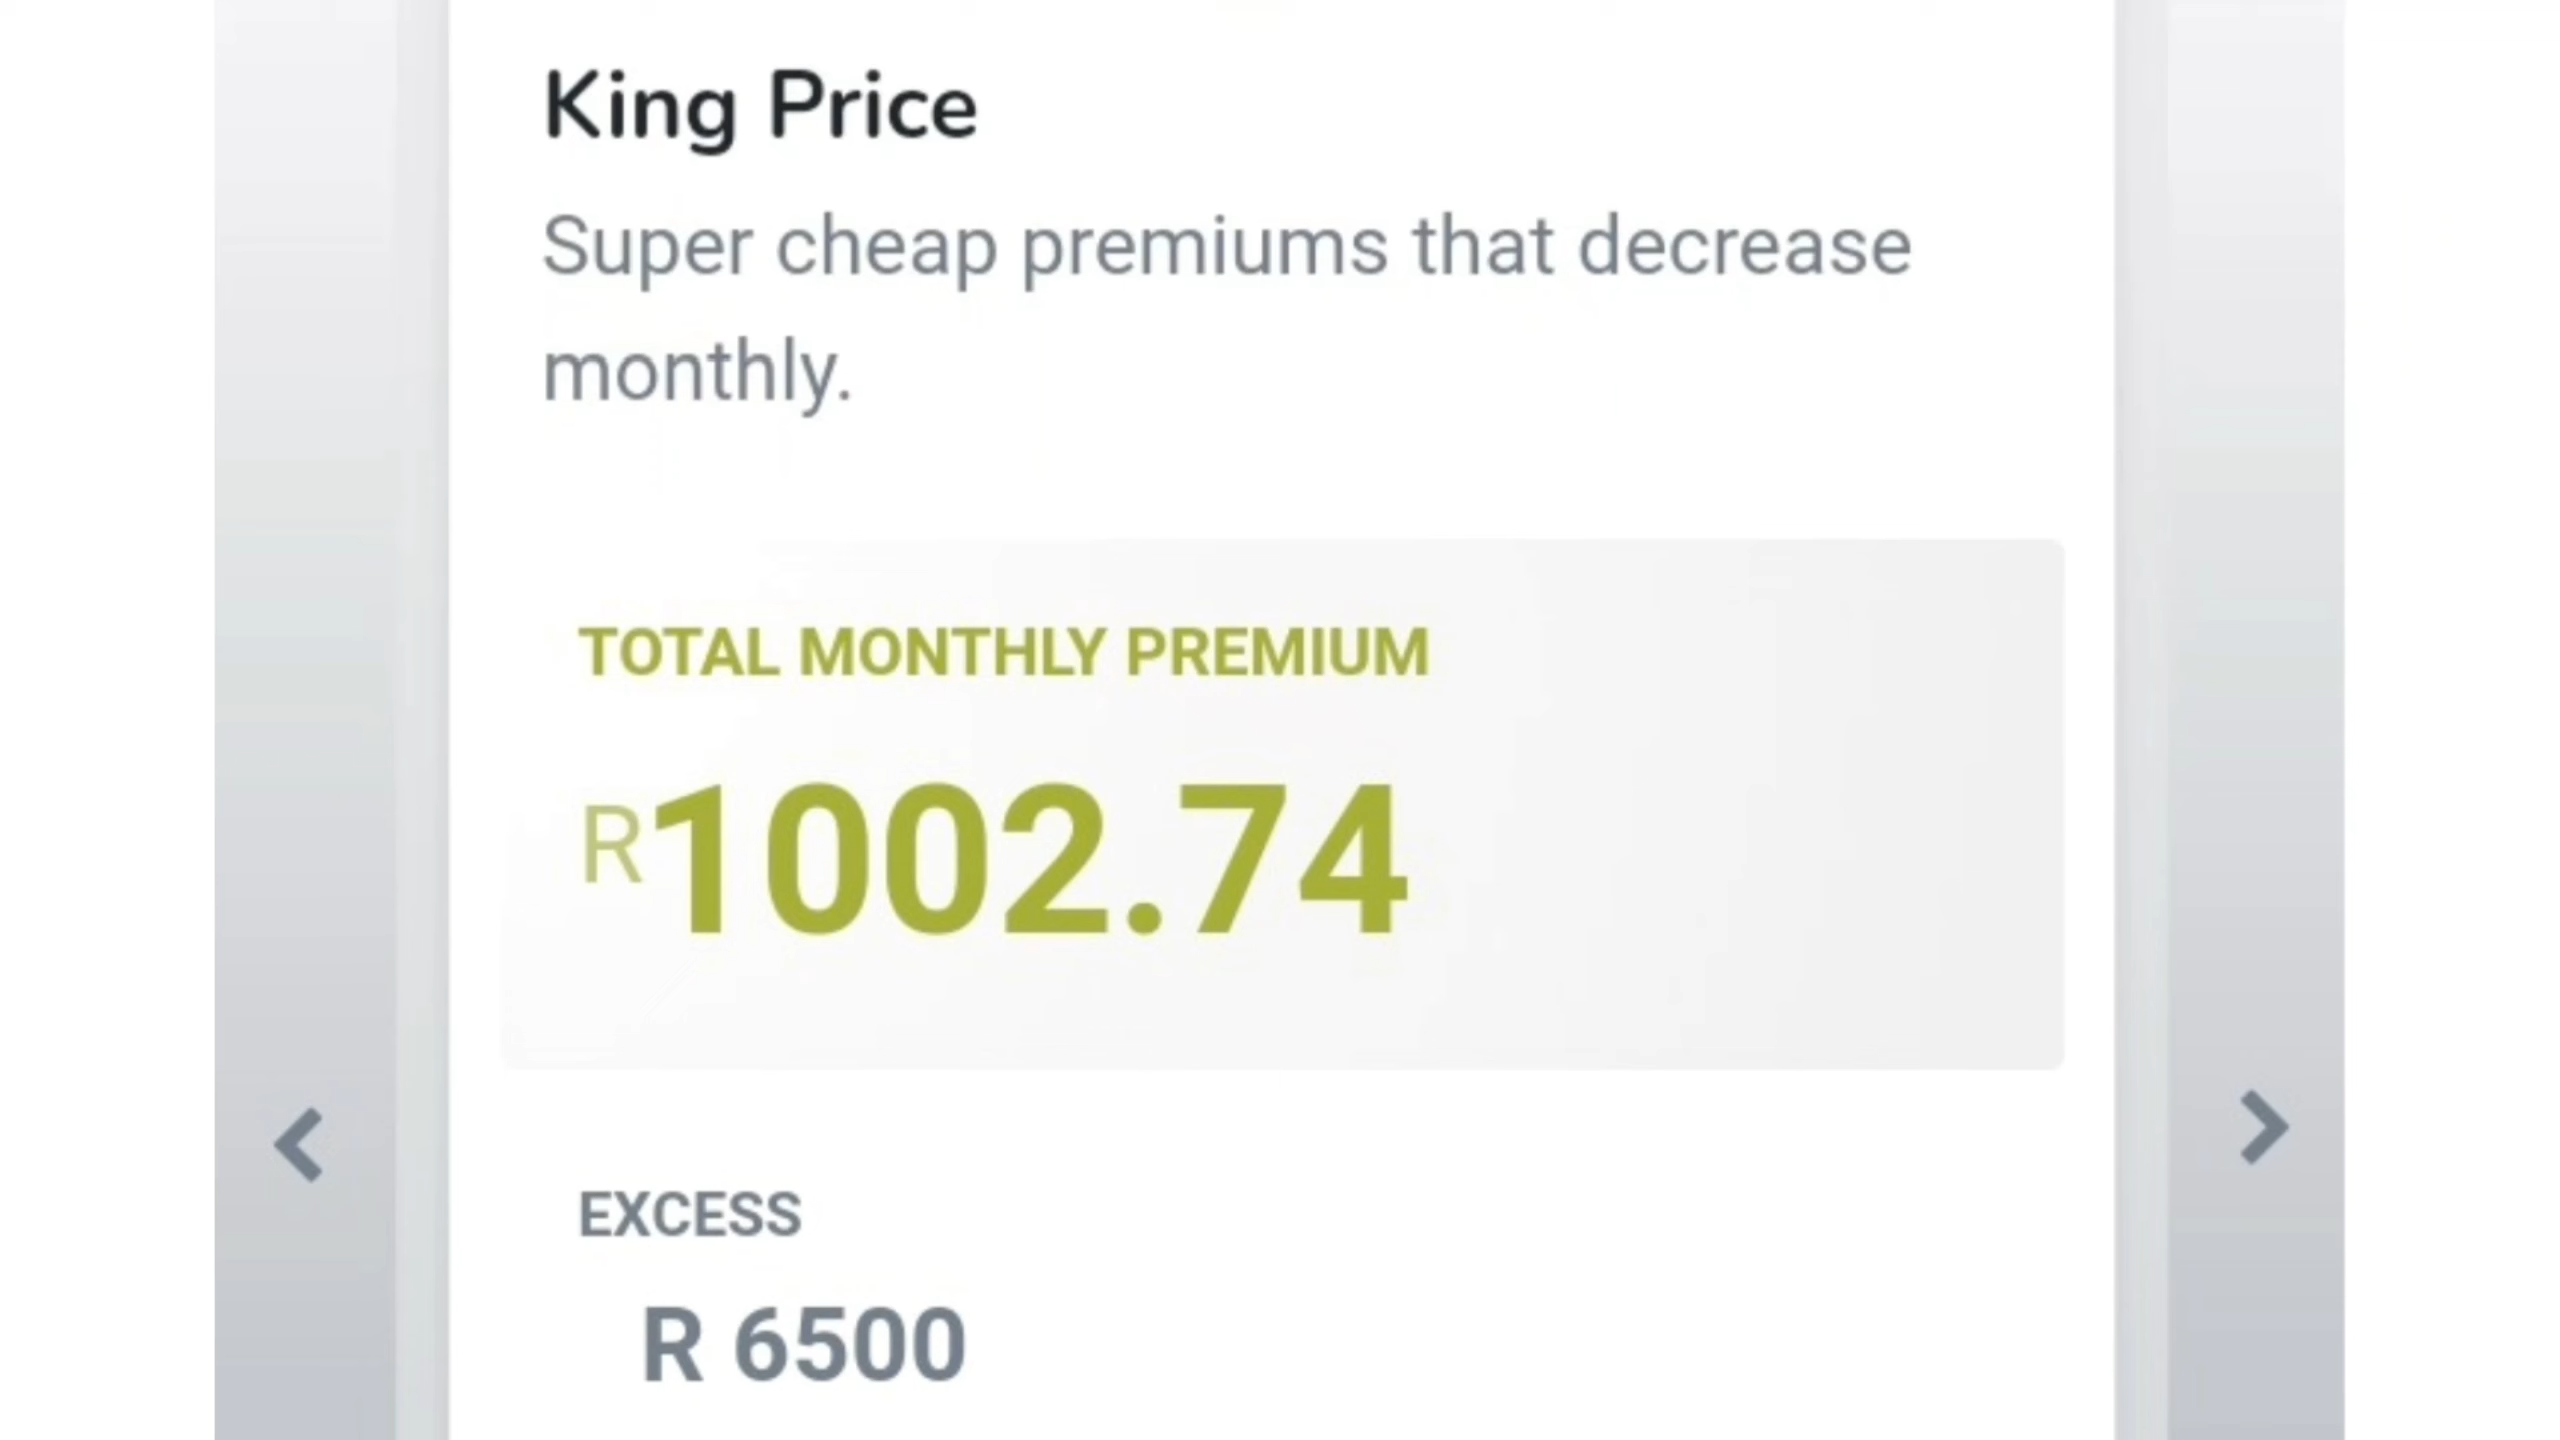 King Price
Super cheap premiums that decrease
monthly.
TOTAL MONTHLY PREMIUM
R1002.74
EXCESS
R 6500